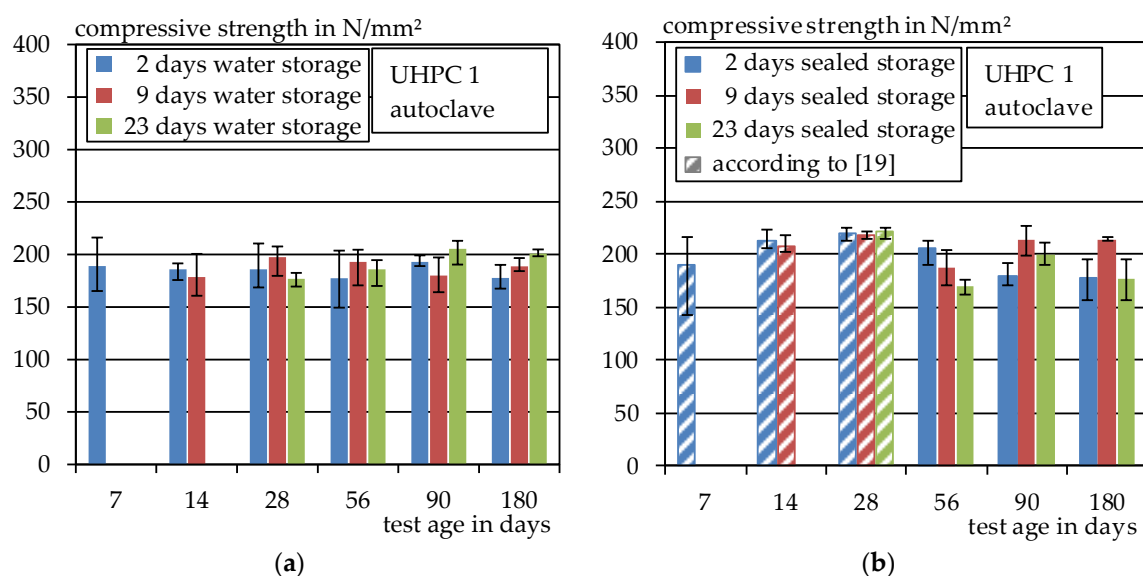 compressive strength in N/mm²
400
350
300
250
200
150
100
50
0
2 days water storage
9 days water storage
23 days water storage
UHPC 1
autoclave
7 14 28 56 90 180
test age in days
(a)
compressive strength in N/mm²
400
350
300
250
200
150
100
50
0
2 days sealed storage
9 days sealed storage
23 days sealed storage
according to [19]
UHPC 1
autoclave
7 14 28 56 90 180
test age in days
(b)